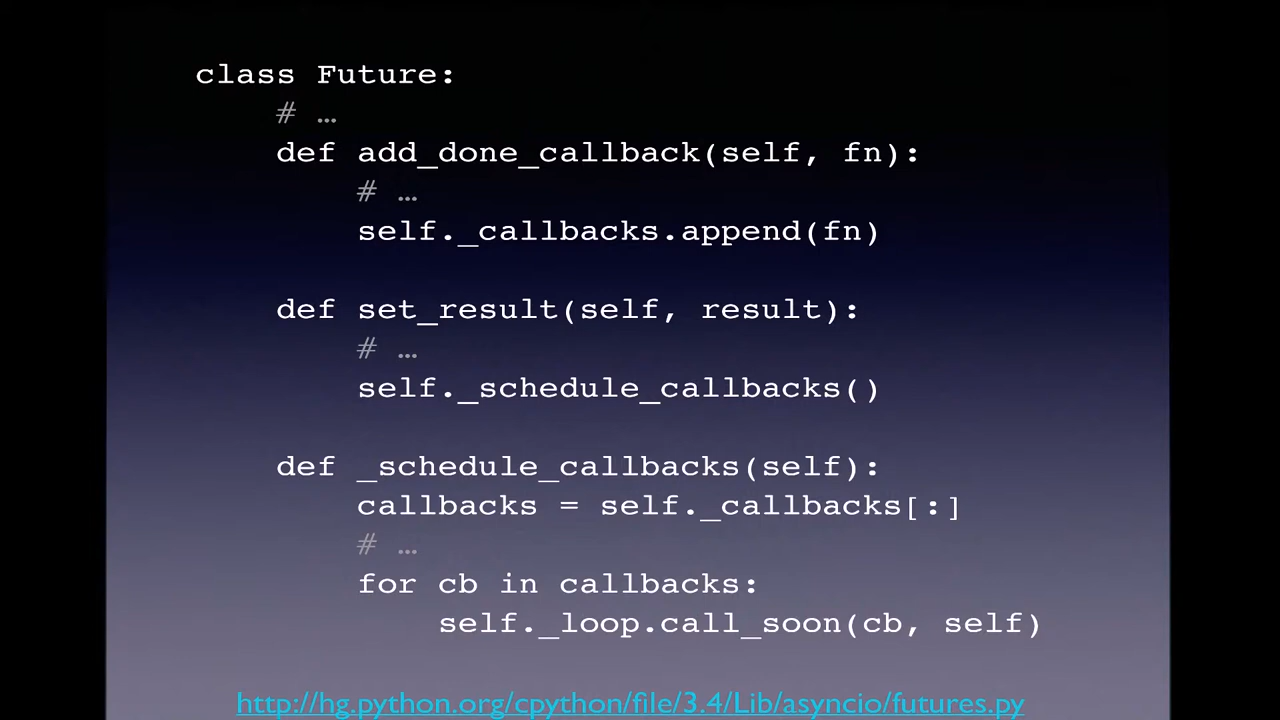 class Future:
    # …
    def add_done_callback(self, fn):
        # …
        self._callbacks.append(fn)

    def set_result(self, result):
        # …
        self._schedule_callbacks()

    def _schedule_callbacks(self):
        callbacks = self._callbacks[:]
        # …
        for cb in callbacks:
            self._loop.call_soon(cb, self)

http://hg.python.org/cpython/file/3.4/Lib/asyncio/futures.py